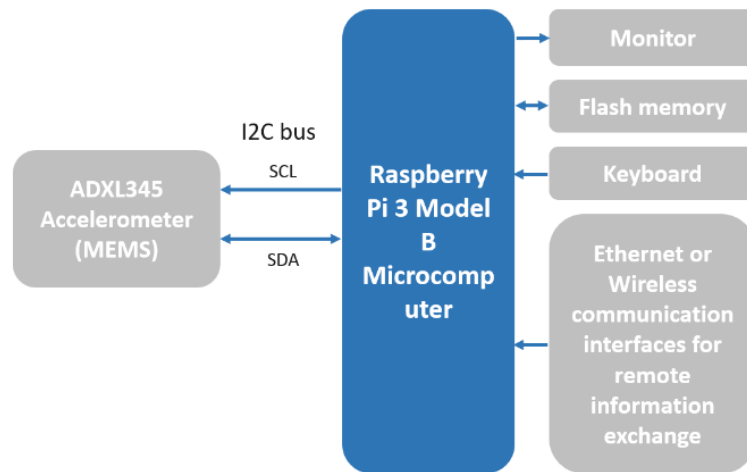 I2C bus
SCL
SDA
ADXL345
Accelerometer
(MEMS)
Raspberry
Pi 3 Model
B
Microcomp
uter
Monitor
Flash memory
Keyboard
Ethernet or
Wireless
communication
interfaces for
remote
information
exchange